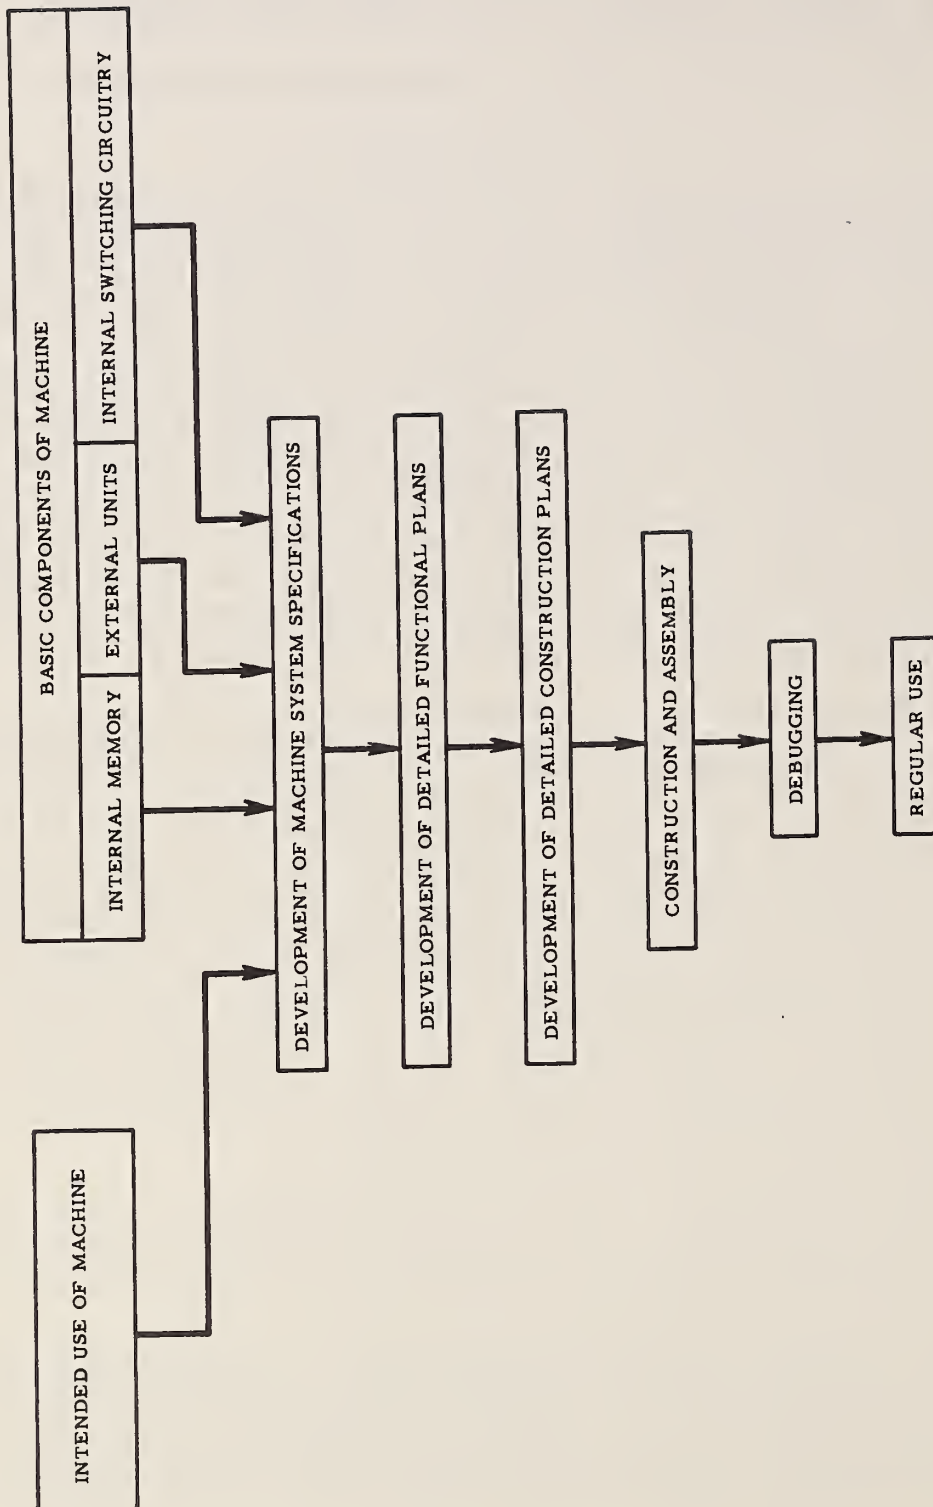 INTENDED USE OF MACHINE
BASIC COMPONENTS OF MACHINE
INTERNAL MEMORY
EXTERNAL UNITS
INTERNAL SWITCHING CIRCUITRY
DEVELOPMENT OF MACHINE SYSTEM SPECIFICATIONS
DEVELOPMENT OF DETAILED FUNCTIONAL PLANS
DEVELOPMENT OF DETAILED CONSTRUCTION PLANS
CONSTRUCTION AND ASSEMBLY
DEBUGGING
REGULAR USE